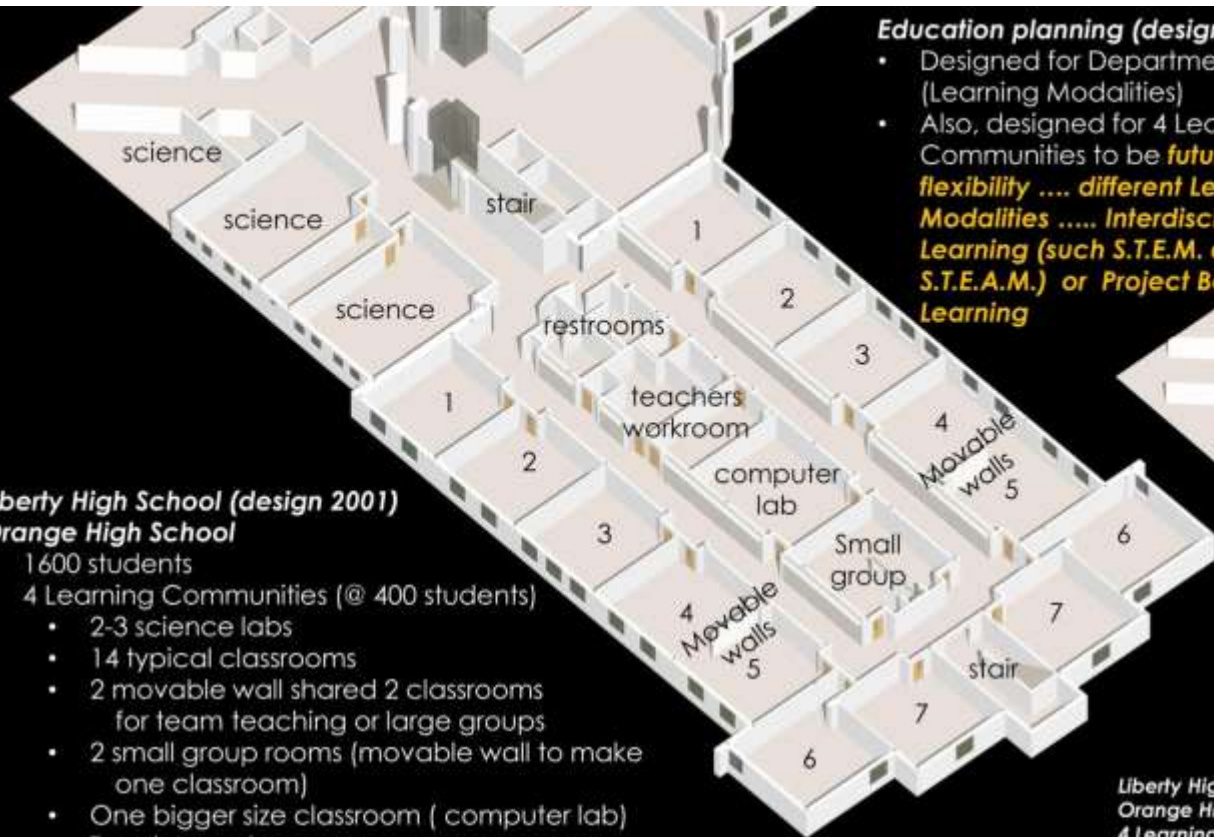 Education planning (desig
• Designed for Departme
(Learning Modalities)
• Also, designed for 4 Lea
Communities to be futu
flexibility .... different Le
Modalities ..... Interdisc
Learning (such S.T.E.M.
S.T.E.A.M.) or Project B
Learning
science
science
science
stair
restrooms
teachers
workroom
computer
lab
Small
group
1
2
3
4
Movable
walls
5
6
7
1
2
3
4
Movable
walls
5
6
7
stair
berty High School (design 2001)
Orange High School
1600 students
4 Learning Communities (@ 400 students)
• 2-3 science labs
• 14 typical classrooms
• 2 movable wall shared 2 classrooms
for team teaching or large groups
• 2 small group rooms (movable wall to make
one classroom)
• One bigger size classroom ( computer lab)
Liberty Hig
Orange Hi
4 Learning